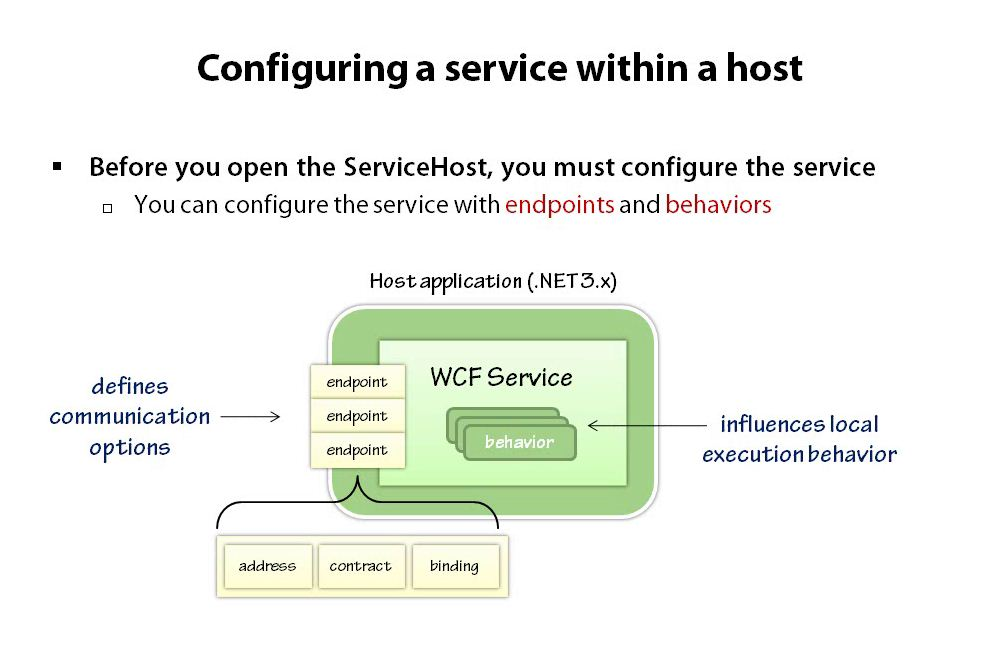 Configuring a service within a host
Before you open the ServiceHost, you must configure the service
You can configure the service with endpoints and behaviors
Host application (.NET 3.x)
defines
communication
options
endpoint
endpoint
endpoint
WCF Service
behavior
influences local
execution behavior
address contract binding